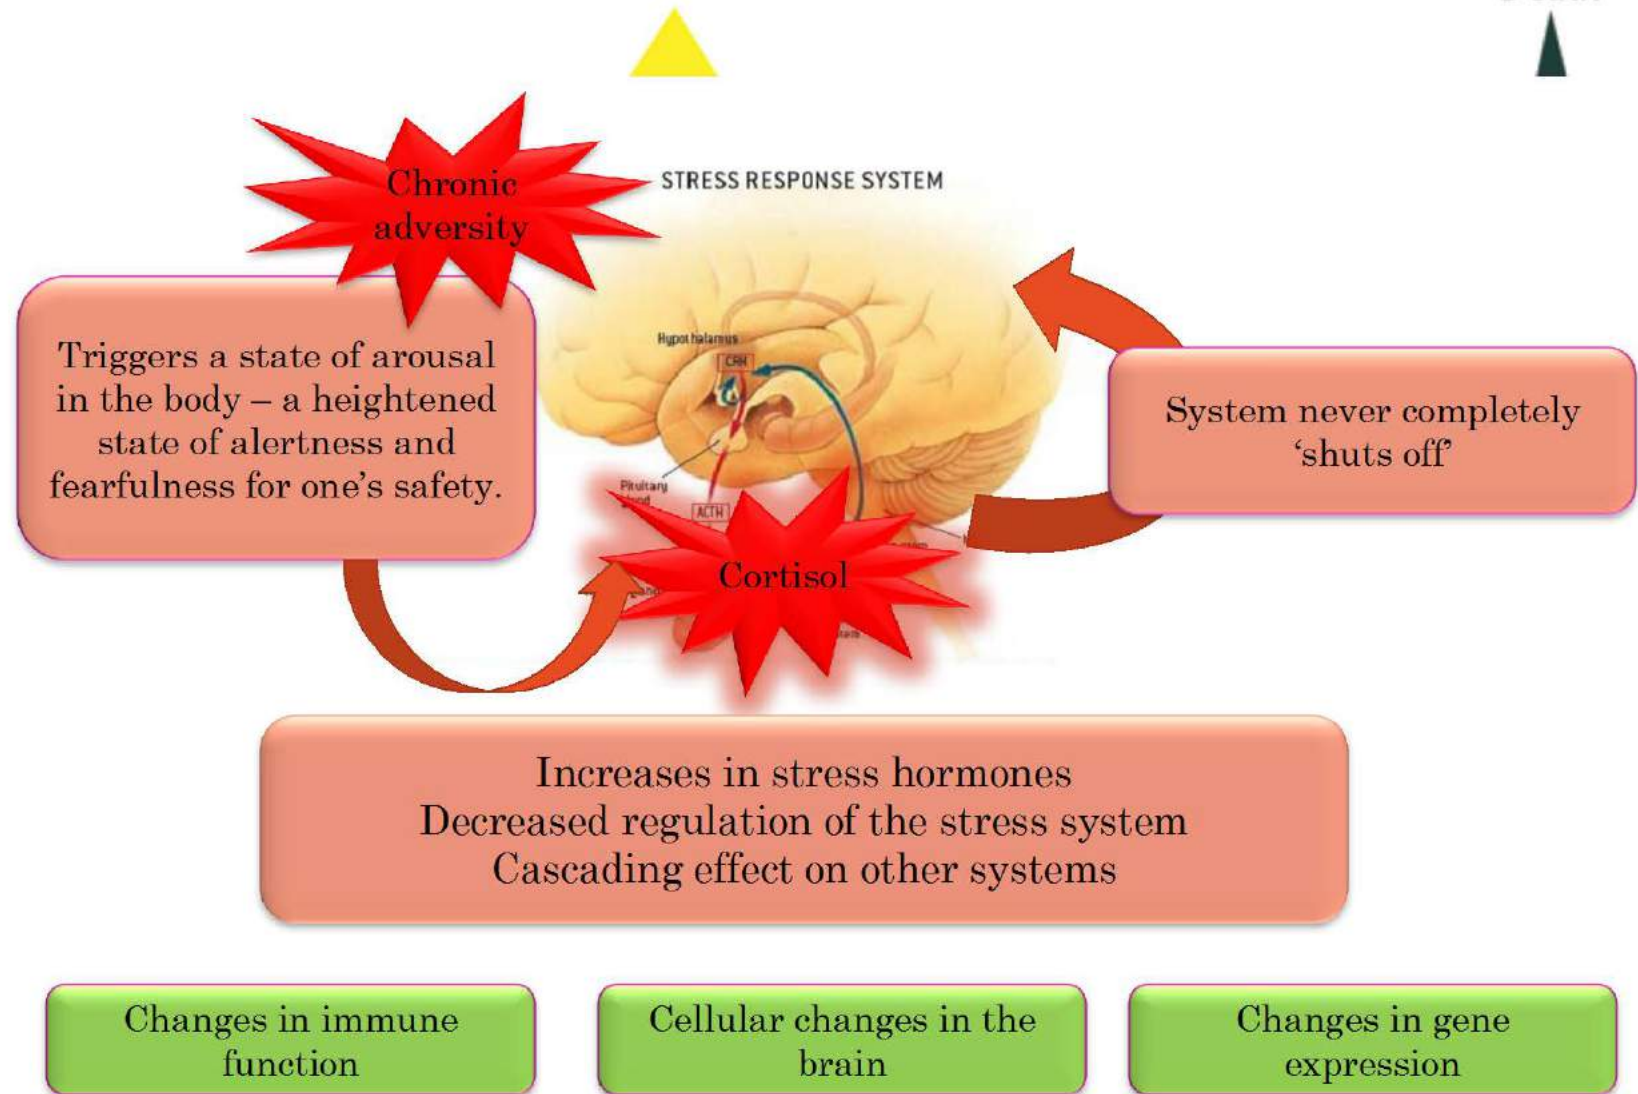 Chronic
adversity
STRESS RESPONSE SYSTEM
Triggers a state of arousal
in the body – a heightened
state of alertness and
fearfulness for one’s safety.
Hypothalamus
CRH
Pituitary
ACTH
Cortisol
System never completely
‘shuts off’
Increases in stress hormones
Decreased regulation of the stress system
Cascading effect on other systems
Changes in immune
function
Cellular changes in the
brain
Changes in gene
expression